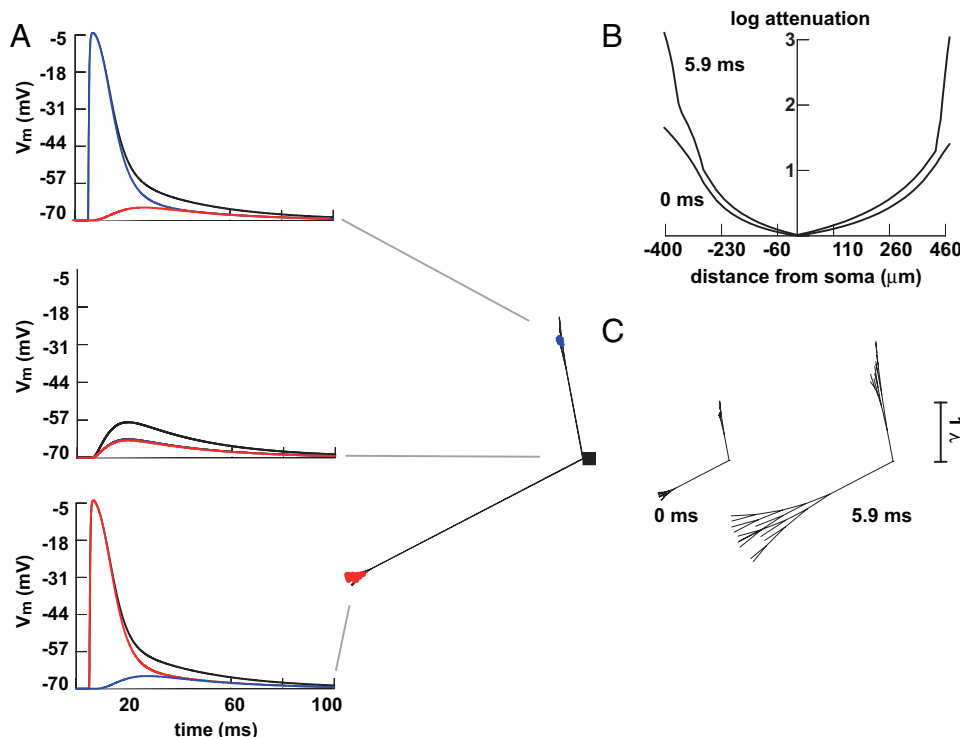 A
Vm (mV)
-5
-18
-31
-44
-57
-70
Vm (mV)
-5
-18
-31
-44
-57
-70
Vm (mV)
-5
-18
-31
-44
-57
-70
20 60 100
time (ms)
B
log attenuation
3
2
1
5.9 ms
0 ms
-400 -230 -60 110 260 460
distance from soma (μm)
C
0 ms
5.9 ms
1 λ